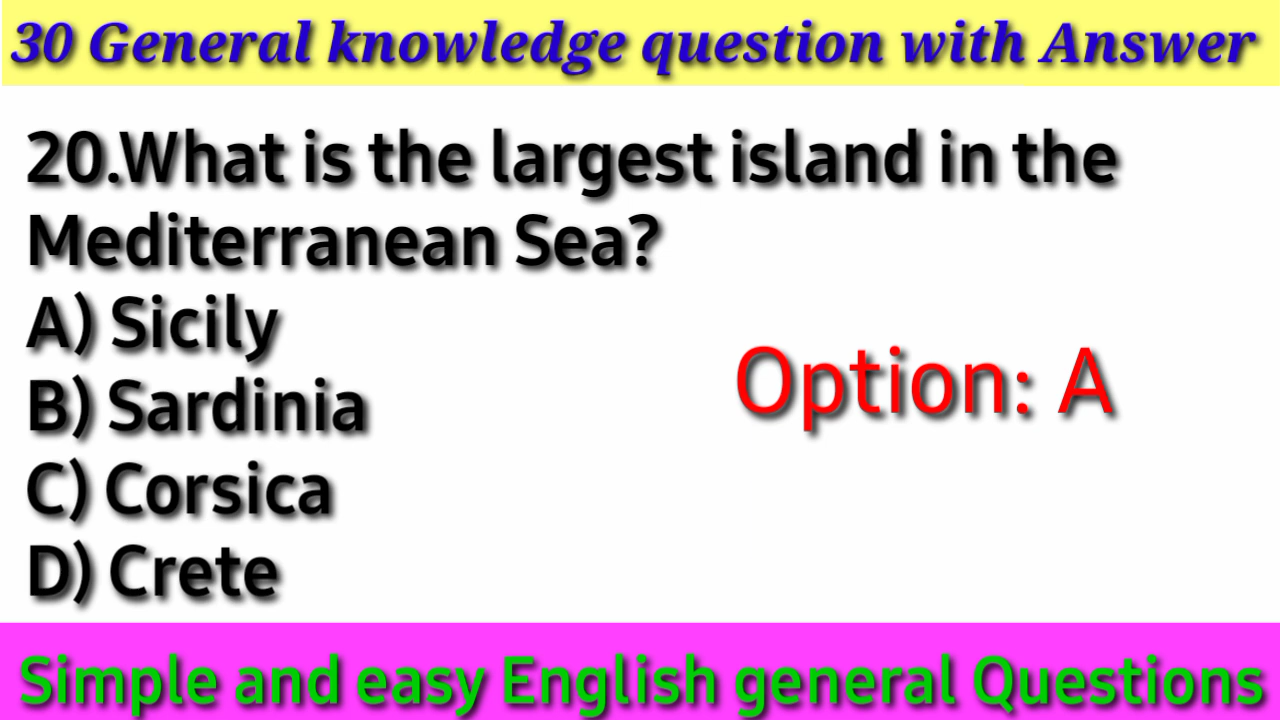 30 General knowledge question with Answer
20.What is the largest island in the
Mediterranean Sea?
A) Sicily
B) Sardinia
C) Corsica
D) Crete
Option: A
Simple and easy English general Questions